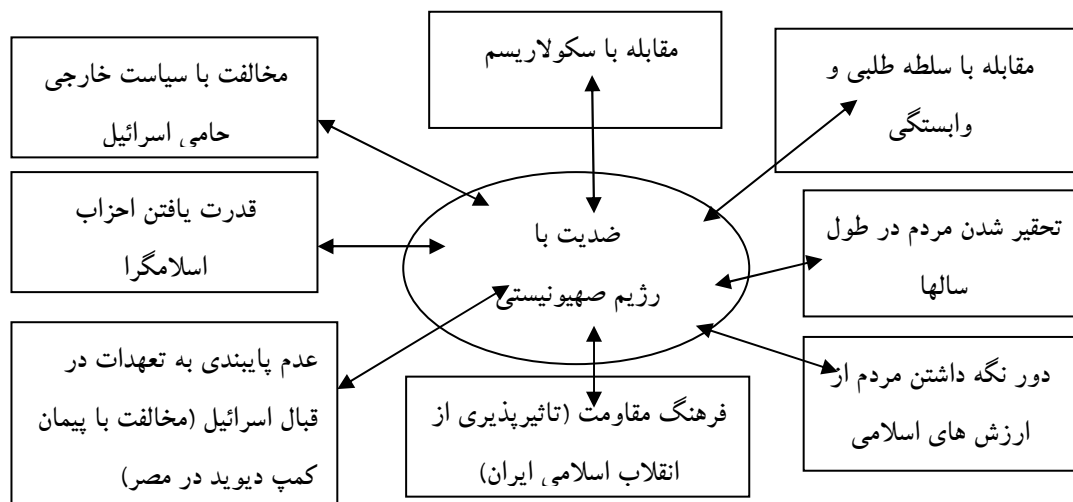 مقابله با سکولاریسم
مقابله با سلطه طلبی و
وابستگی
مخالفت با سیاست خارجی
حامی اسرائیل
تحقیر شدن مردم در طول
سالها
ضدیت با
رژیم صهیونیستی
قدرت یافتن احزاب
اسلامگرا
دور نگه داشتن مردم از
ارزش های اسلامی
فرهنگ مقاومت (تاثیرپذیری از
انقلاب اسلامی ایران)
عدم پایبندی به تعهدات در
قبال اسرائیل (مخالفت با پیمان
کمپ دیوید در مصر)